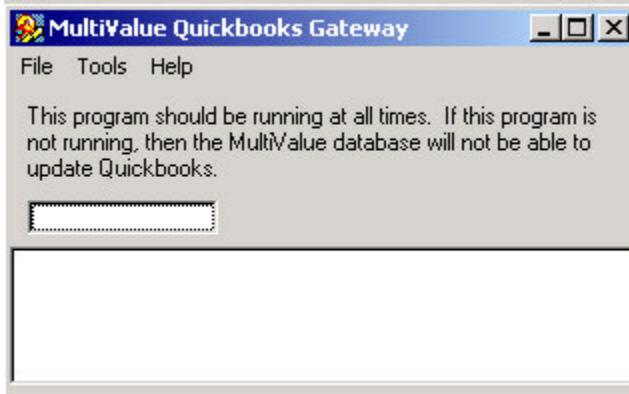 MultiValue Quickbooks Gateway
File Tools Help
This program should be running at all times. If this program is
not running, then the MultiValue database will not be able to
update Quickbooks.